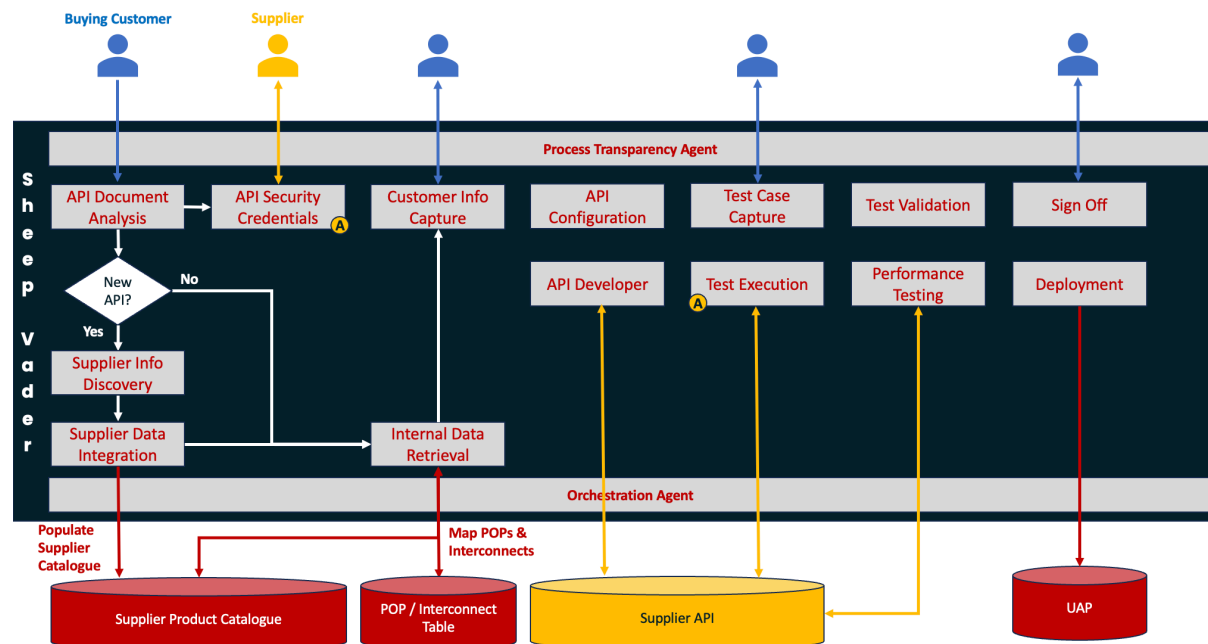 Buying Customer
Supplier
Process Transparency Agent
Sheep Vader
API Document
Analysis
API Security
Credentials
A
Customer Info
Capture
API
Configuration
Test Case
Capture
Test Validation
Sign Off
New
API?
No
Yes
API Developer
A
Test Execution
Performance
Testing
Deployment
Supplier Info
Discovery
Supplier Data
Integration
Internal Data
Retrieval
Orchestration Agent
Populate
Supplier
Catalogue
Map POPs &
Interconnects
Supplier Product Catalogue
POP / Interconnect
Table
Supplier API
UAP